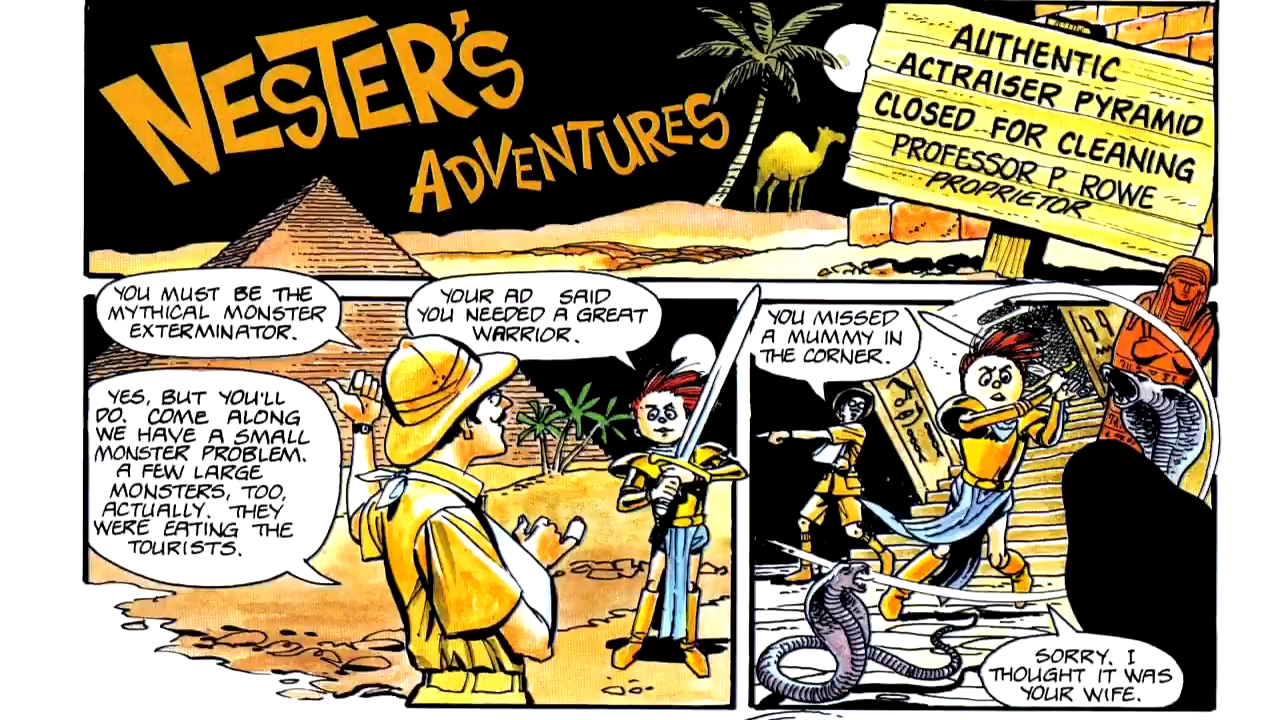 NESTER'S
ADVENTURES
AUTHENTIC
ACTRAISER PYRAMID
CLOSED FOR CLEANING
PROFESSOR P. ROWE
PROPRIETOR
YOU MUST BE THE
MYTHICAL MONSTER
EXTERMINATOR.
YOUR AD SAID
YOU NEEDED A GREAT
WARRIOR.
YES, BUT YOU'LL
DO. COME ALONG
WE HAVE A SMALL
MONSTER PROBLEM.
A FEW LARGE
MONSTERS, TOO,
ACTUALLY. THEY
WERE EATING THE
TOURISTS.
YOU MISSED
A MUMMY IN
THE CORNER.
SORRY. I
THOUGHT IT WAS
YOUR WIFE.